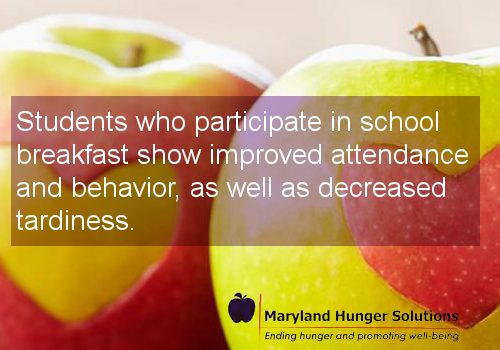 Students who participate in school
breakfast show improved attendance
and behavior, as well as decreased
tardiness.
Maryland Hunger Solutions
Ending hunger and promoting well-being